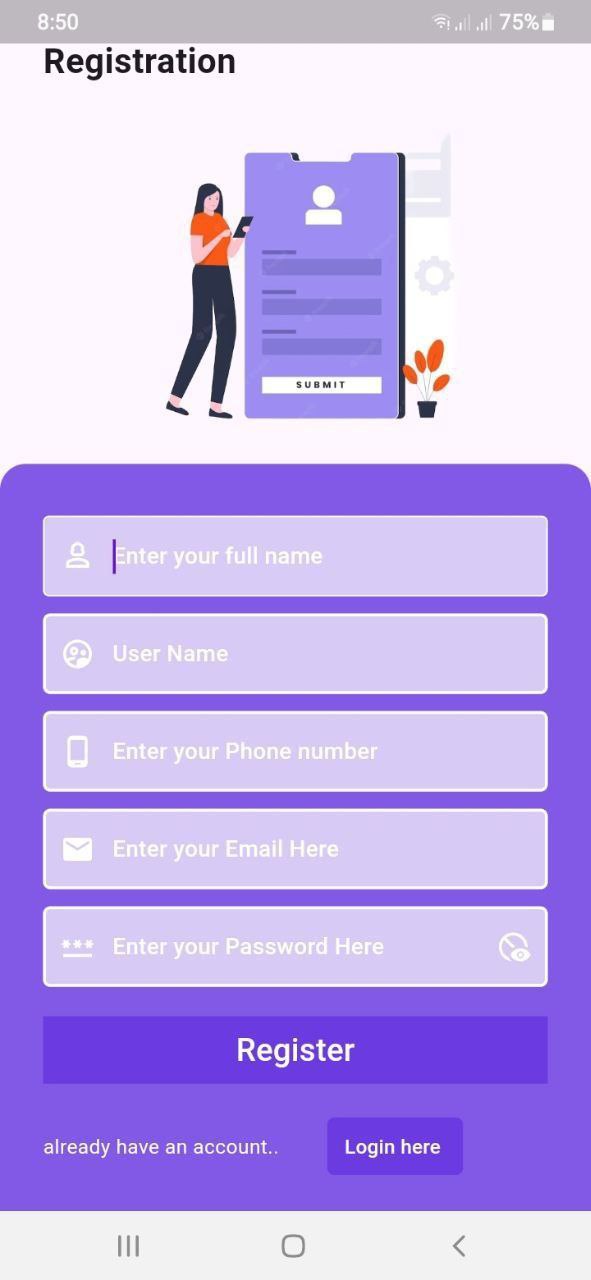 8:50
75%
Registration
SUBMIT
Enter your full name
User Name
Enter your Phone number
Enter your Email Here
***
Enter your Password Here
Register
already have an account..
Login here